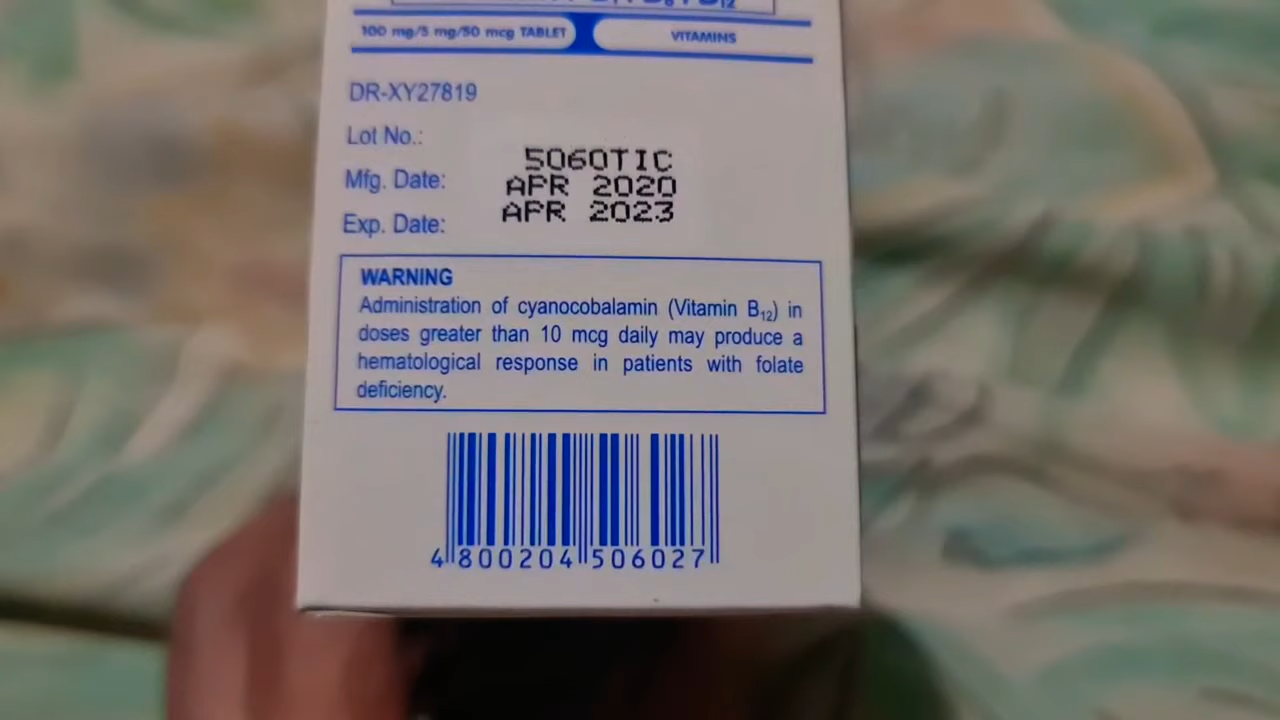 100 mg/5 mg/50 mcg TABLET VITAMINS
DR-XY27819
Lot No.: 5060TIC
Mfg. Date: APR 2020
Exp. Date: APR 2023
WARNING
Administration of cyanocobalamin (Vitamin B12) in
doses greater than 10 mcg daily may produce a
hematological response in patients with folate
deficiency.
4 800204 506027